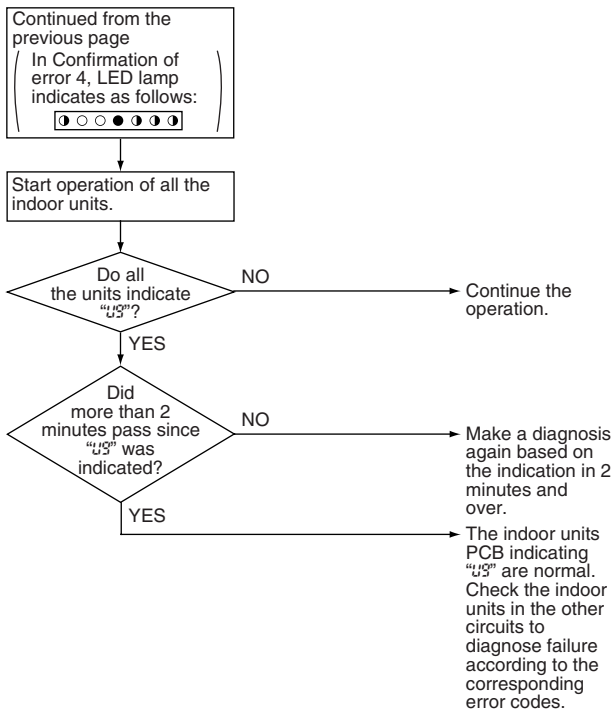 Continued from the
previous page
In Confirmation of
error 4, LED lamp
indicates as follows:
Start operation of all the
indoor units.
Do all
the units indicate
“U9”?
NO
Continue the
operation.
YES
Did
more than 2
minutes pass since
“U9” was
indicated?
NO
Make a diagnosis
again based on
the indication in 2
minutes and
over.
YES
The indoor units
PCB indicating
“U9” are normal.
Check the indoor
units in the other
circuits to
diagnose failure
according to the
corresponding
error codes.